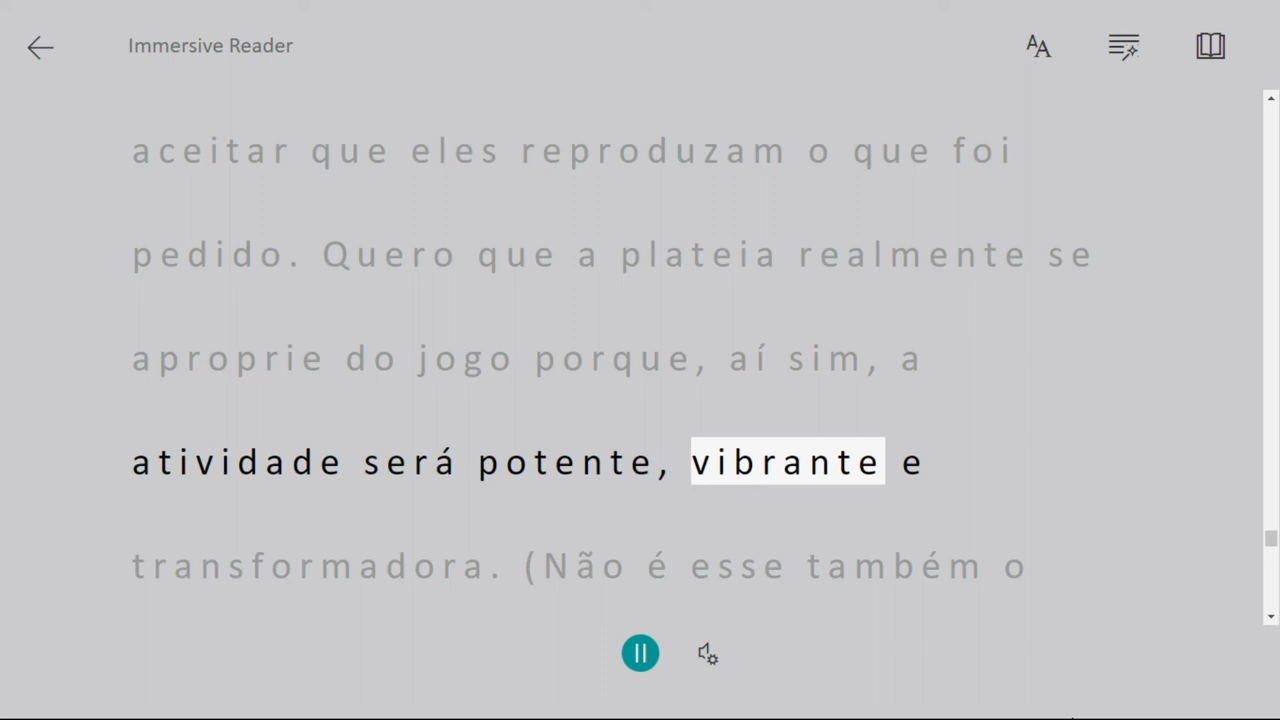 Immersive Reader
aceitar que eles reproduzam o que foi
pedido. Quero que a plateia realmente se
aproprie do jogo porque, aí sim, a
atividade será potente, vibrante e
transformadora. (Não é esse também o